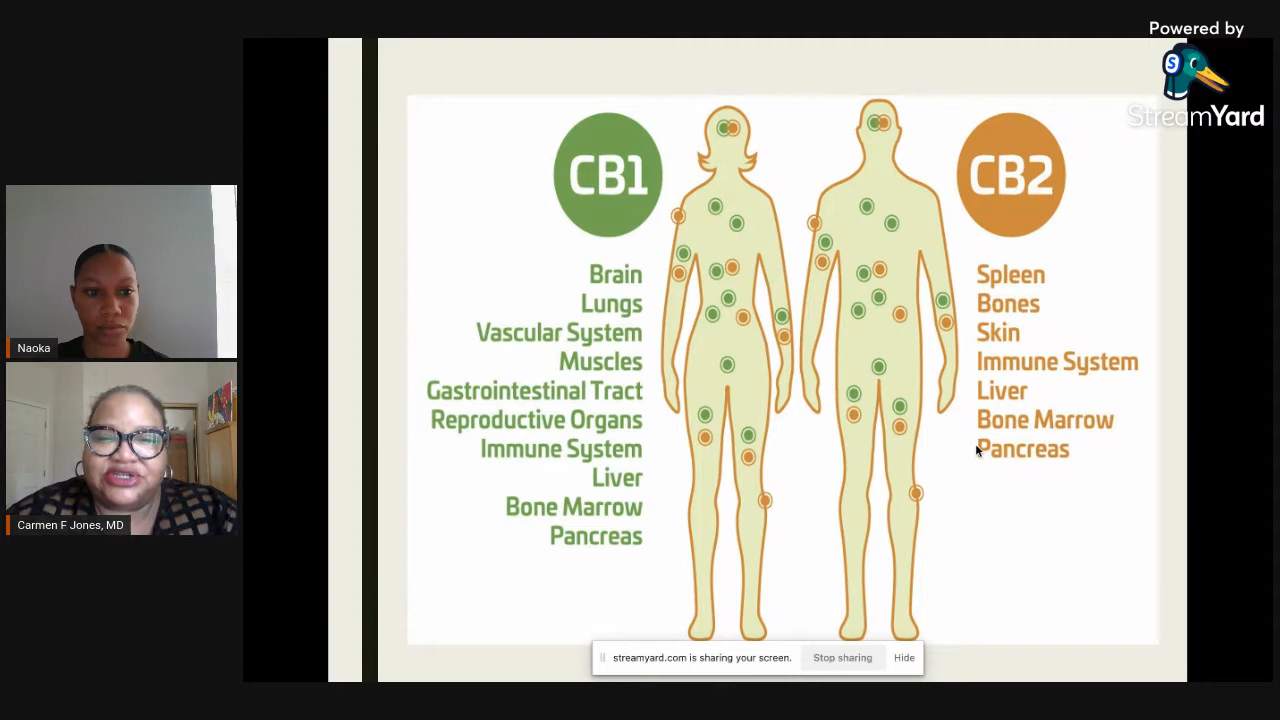 Powered by
S
StreamYard
Naoka
Carmen F Jones, MD
CB1
Brain
Lungs
Vascular System
Muscles
Gastrointestinal Tract
Reproductive Organs
Immune System
Liver
Bone Marrow
Pancreas
CB2
Spleen
Bones
Skin
Immune System
Liver
Bone Marrow
Pancreas
streamyard.com is sharing your screen. Stop sharing Hide